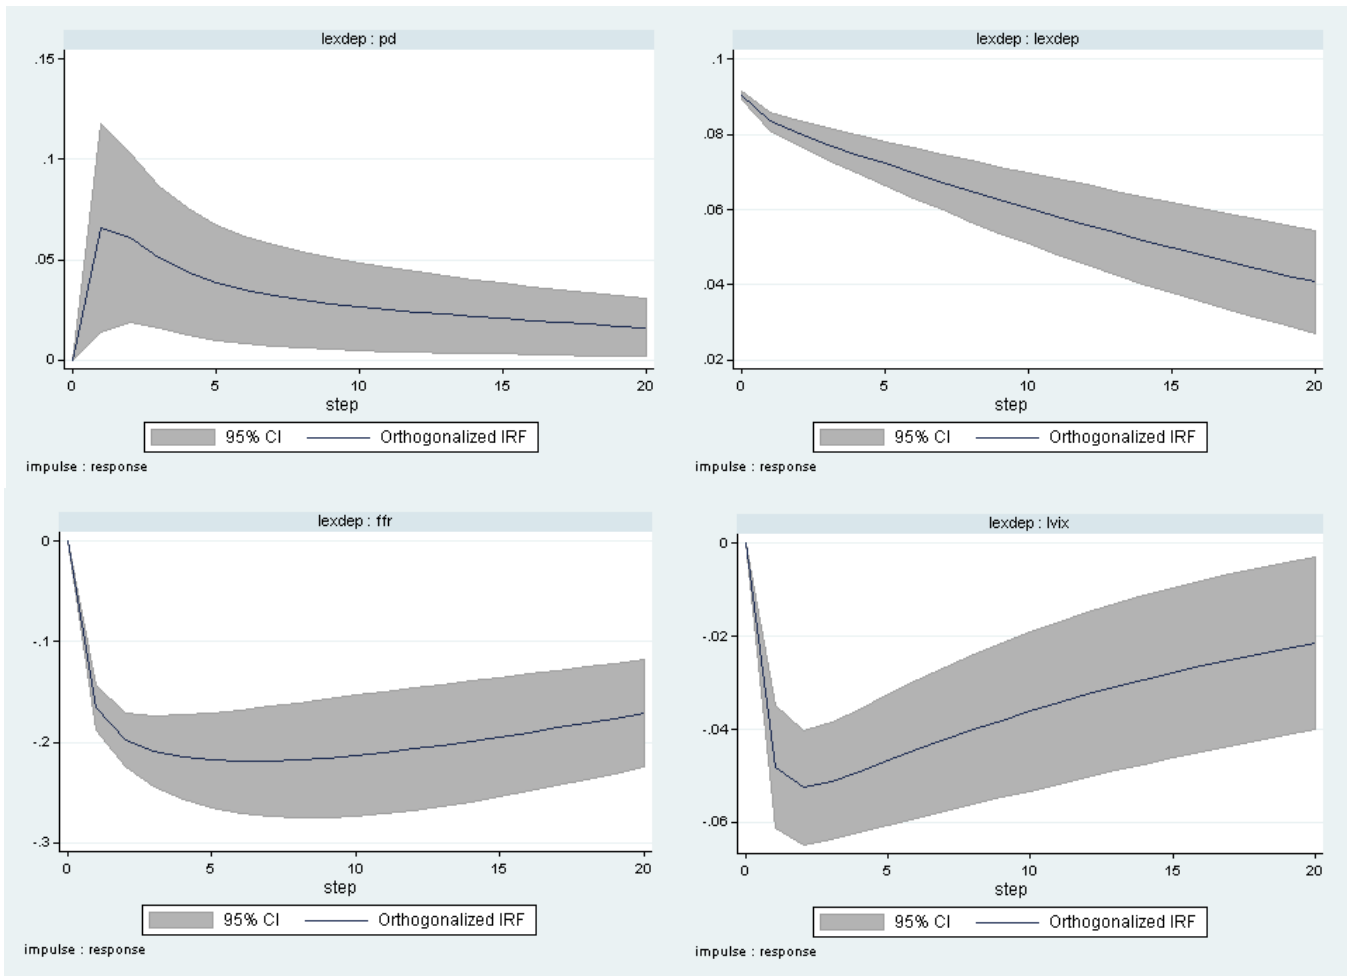 lexdep : pd
.15
.1
.05
0
0 5 10 15 20
step
95% CI Orthogonalized IRF
impulse : response
lexdep : lexdep
.1
.08
.06
.04
.02
0 5 10 15 20
step
95% CI Orthogonalized IRF
impulse : response
lexdep : ffr
0
-.1
-.2
-.3
0 5 10 15 20
step
95% CI Orthogonalized IRF
impulse : response
lexdep : lvix
0
-.02
-.04
-.06
0 5 10 15 20
step
95% CI Orthogonalized IRF
impulse : response